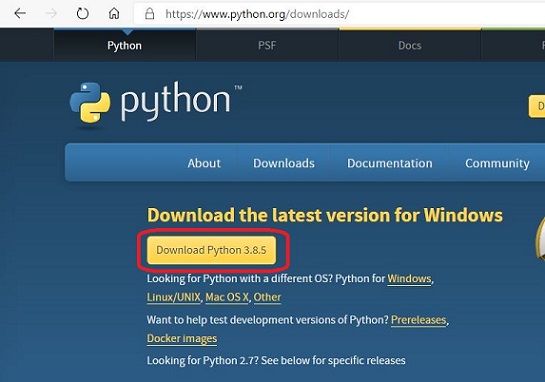 https://www.python.org/downloads/
Python PSF Docs
python™
About Downloads Documentation Community
Download the latest version for Windows
Download Python 3.8.5
Looking for Python with a different OS? Python for Windows,
Linux/UNIX, Mac OS X, Other
Want to help test development versions of Python? Prereleases,
Docker images
Looking for Python 2.7? See below for specific releases